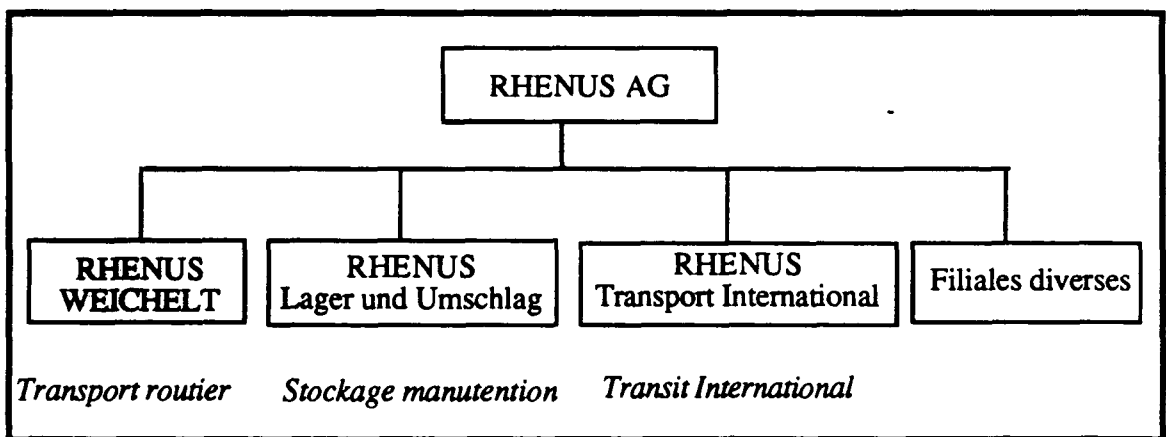 RHENUS AG
RHENUS
WEICHELT
RHENUS
Lager und Umschlag
RHENUS
Transport International
Filiales diverses
Transport routier
Stockage manutention
Transit International